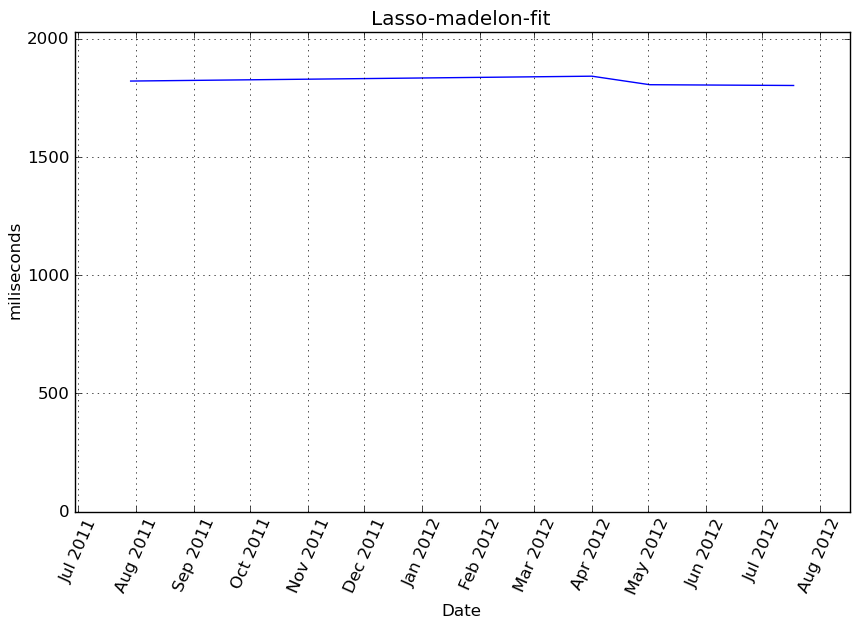 Lasso-madelon-fit
2000
1500
1000
500
0
miliseconds
Jul 2011
Aug 2011
Sep 2011
Oct 2011
Nov 2011
Dec 2011
Jan 2012
Feb 2012
Mar 2012
Apr 2012
May 2012
Jun 2012
Jul 2012
Aug 2012
Date